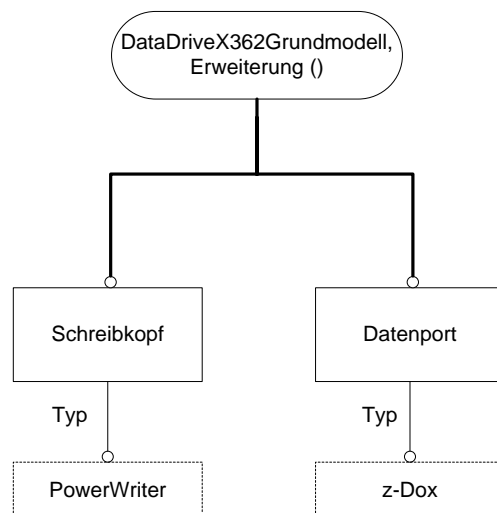 DataDriveX362Grundmodell,
Erweiterung ()
Schreibkopf
Datenport
Typ
Typ
PowerWriter
z-Dox